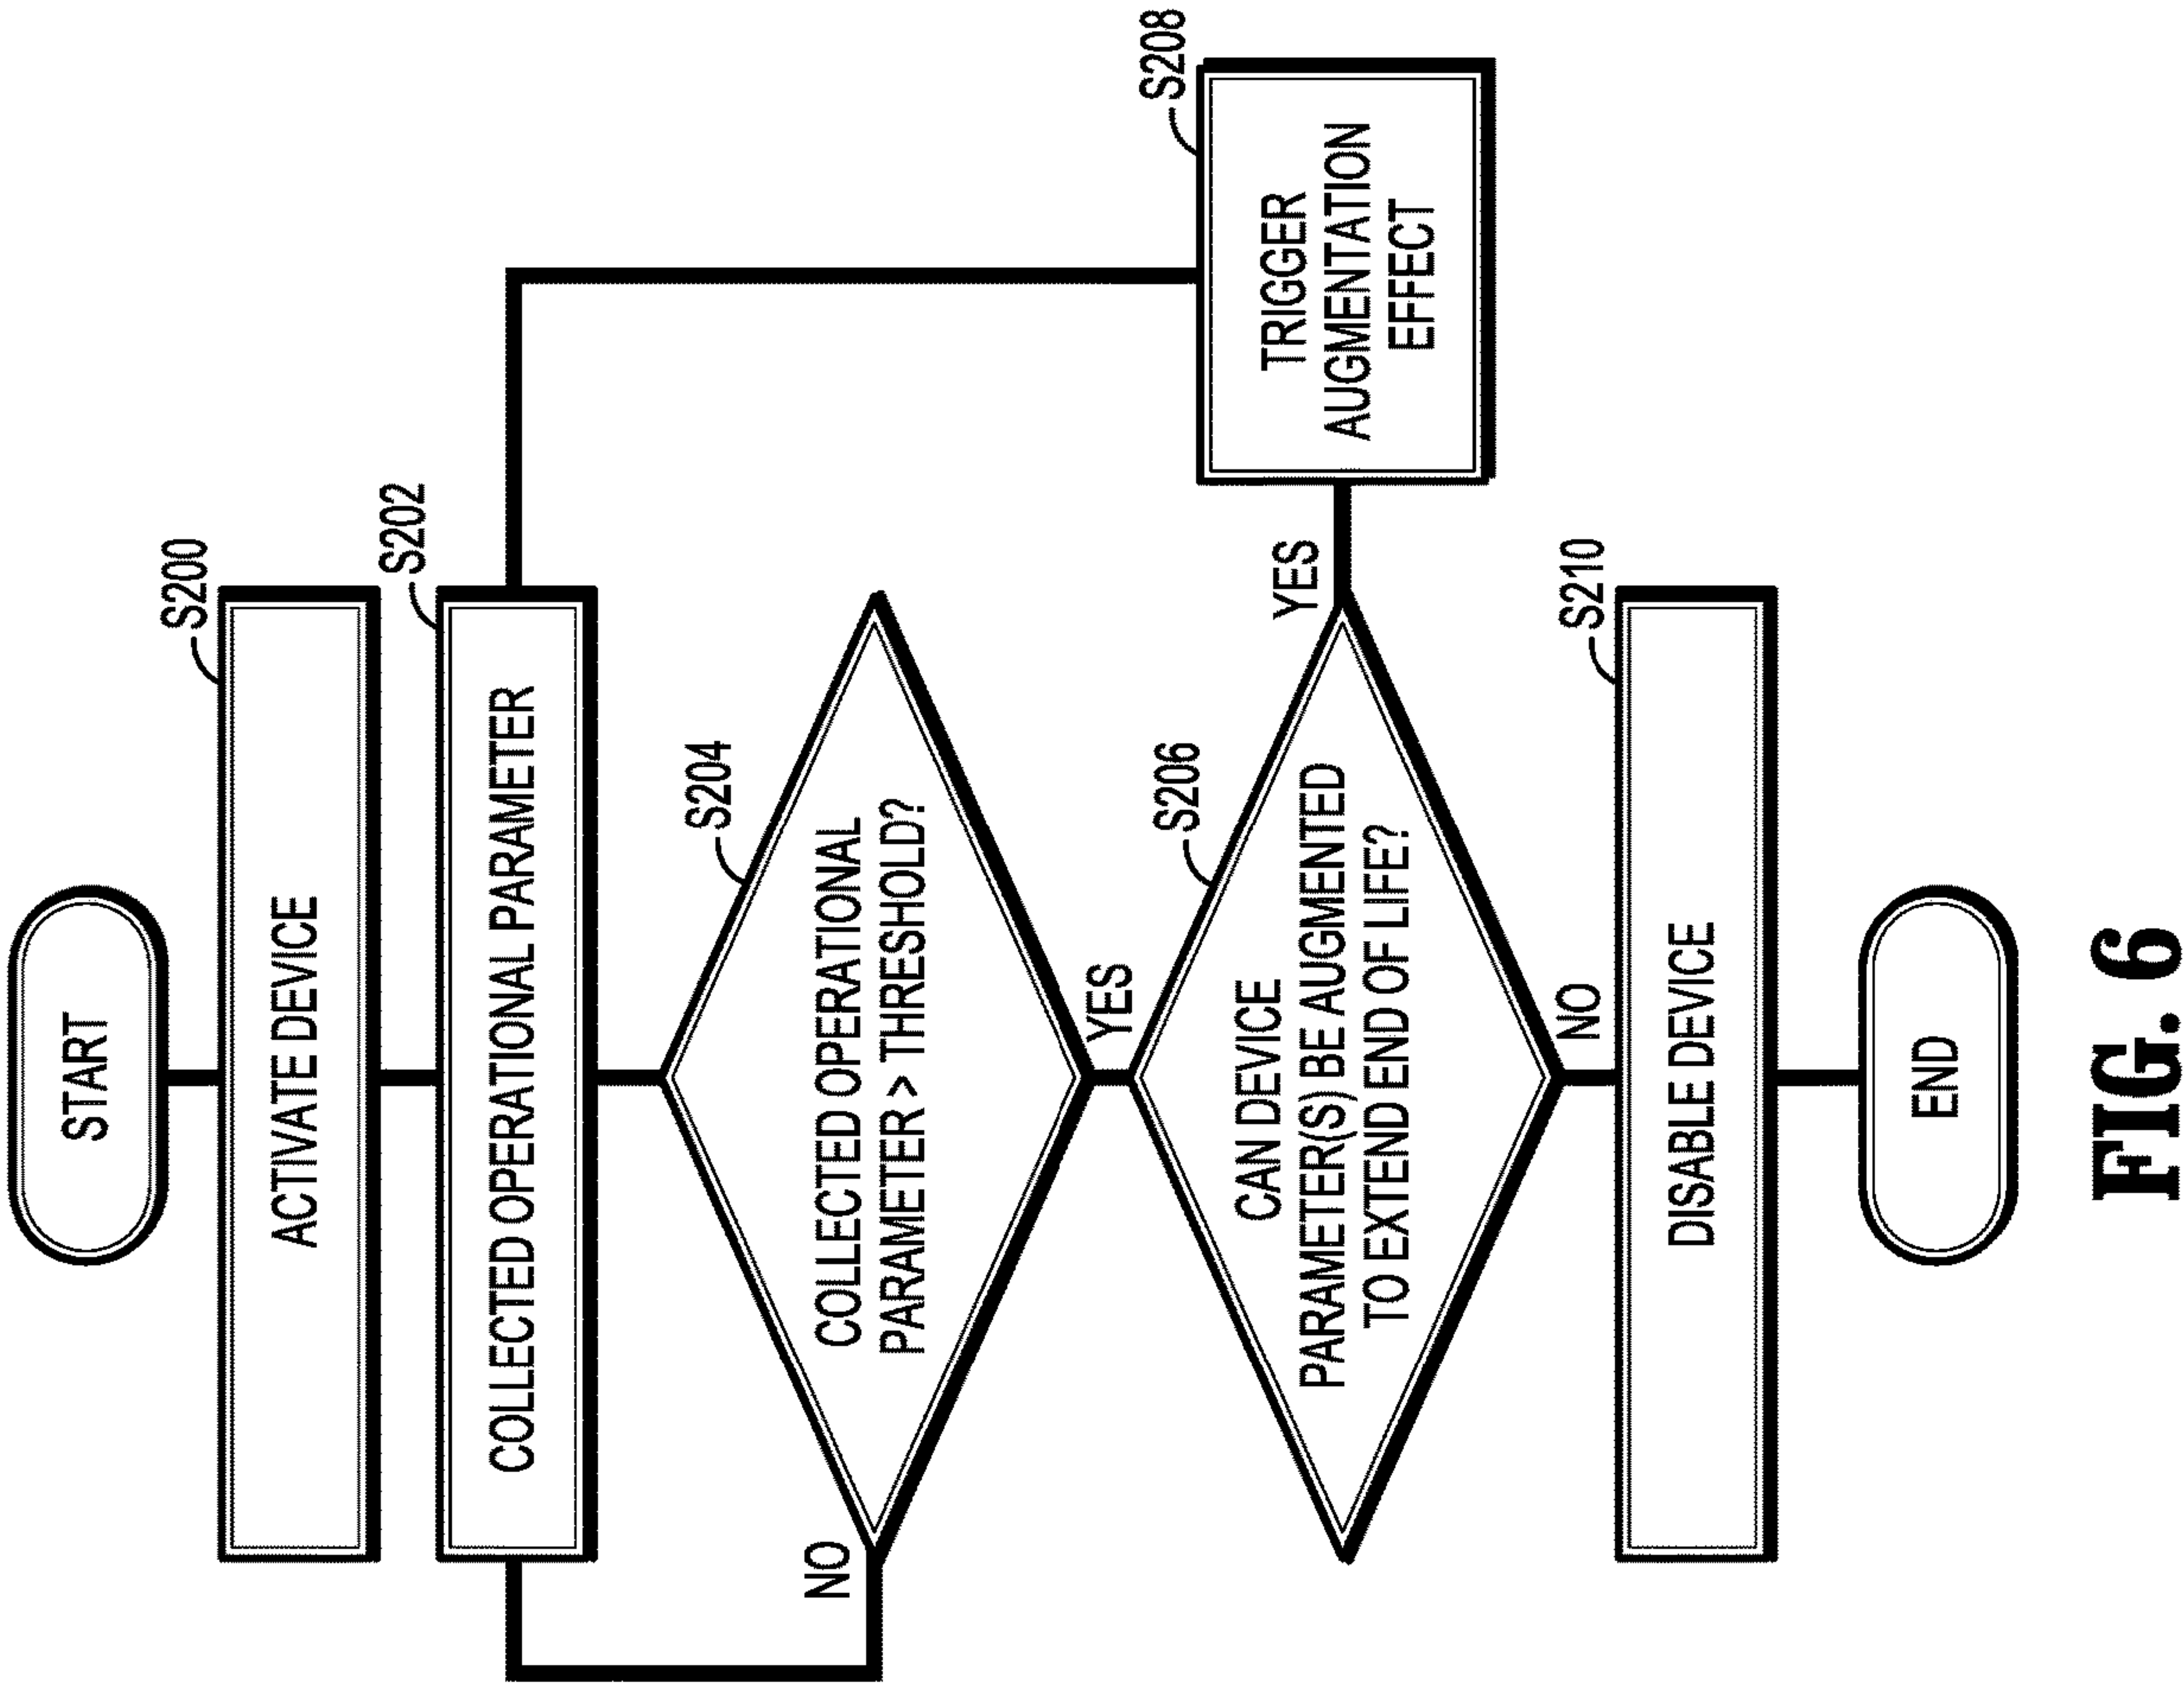 START
S200
ACTIVATE DEVICE
S202
COLLECTED OPERATIONAL PARAMETER
S204
COLLECTED OPERATIONAL
PARAMETER > THRESHOLD?
NO
YES
S206
CAN DEVICE
PARAMETER(S) BE AUGMENTED
TO EXTEND END OF LIFE?
YES
S208
TRIGGER
AUGMENTATION
EFFECT
NO
S210
DISABLE DEVICE
END
FIG. 6